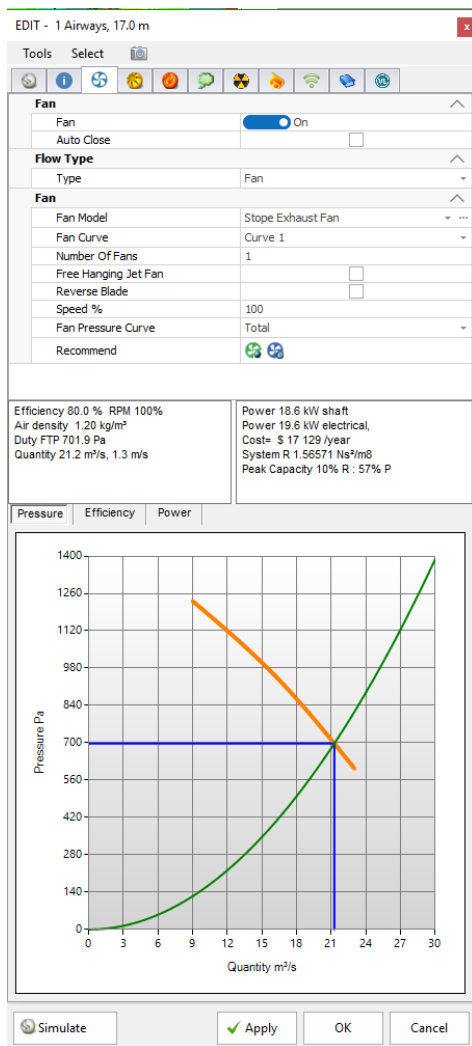 EDIT - 1 Airways, 17.0 m
x
Tools Select
VL
Fan
Fan On
Auto Close
Flow Type
Type Fan
Fan
Fan Model Stope Exhaust Fan ...
Fan Curve Curve 1
Number Of Fans 1
Free Hanging Jet Fan
Reverse Blade
Speed % 100
Fan Pressure Curve Total
Recommend
Efficiency 80.0 % RPM 100%
Air density 1.20 kg/m³
Duty FTP 701.9 Pa
Quantity 21.2 m³/s, 1.3 m/s
Power 18.6 kW shaft
Power 19.6 kW electrical,
Cost= $ 17 129 /year
System R 1.56571 Ns²/m8
Peak Capacity 10% R : 57% P
Pressure Efficiency Power
1400
1260
1120
980
840
700
560
420
280
140
0
Pressure Pa
0 3 6 9 12 15 18 21 24 27 30
Quantity m³/s
Simulate Apply OK Cancel